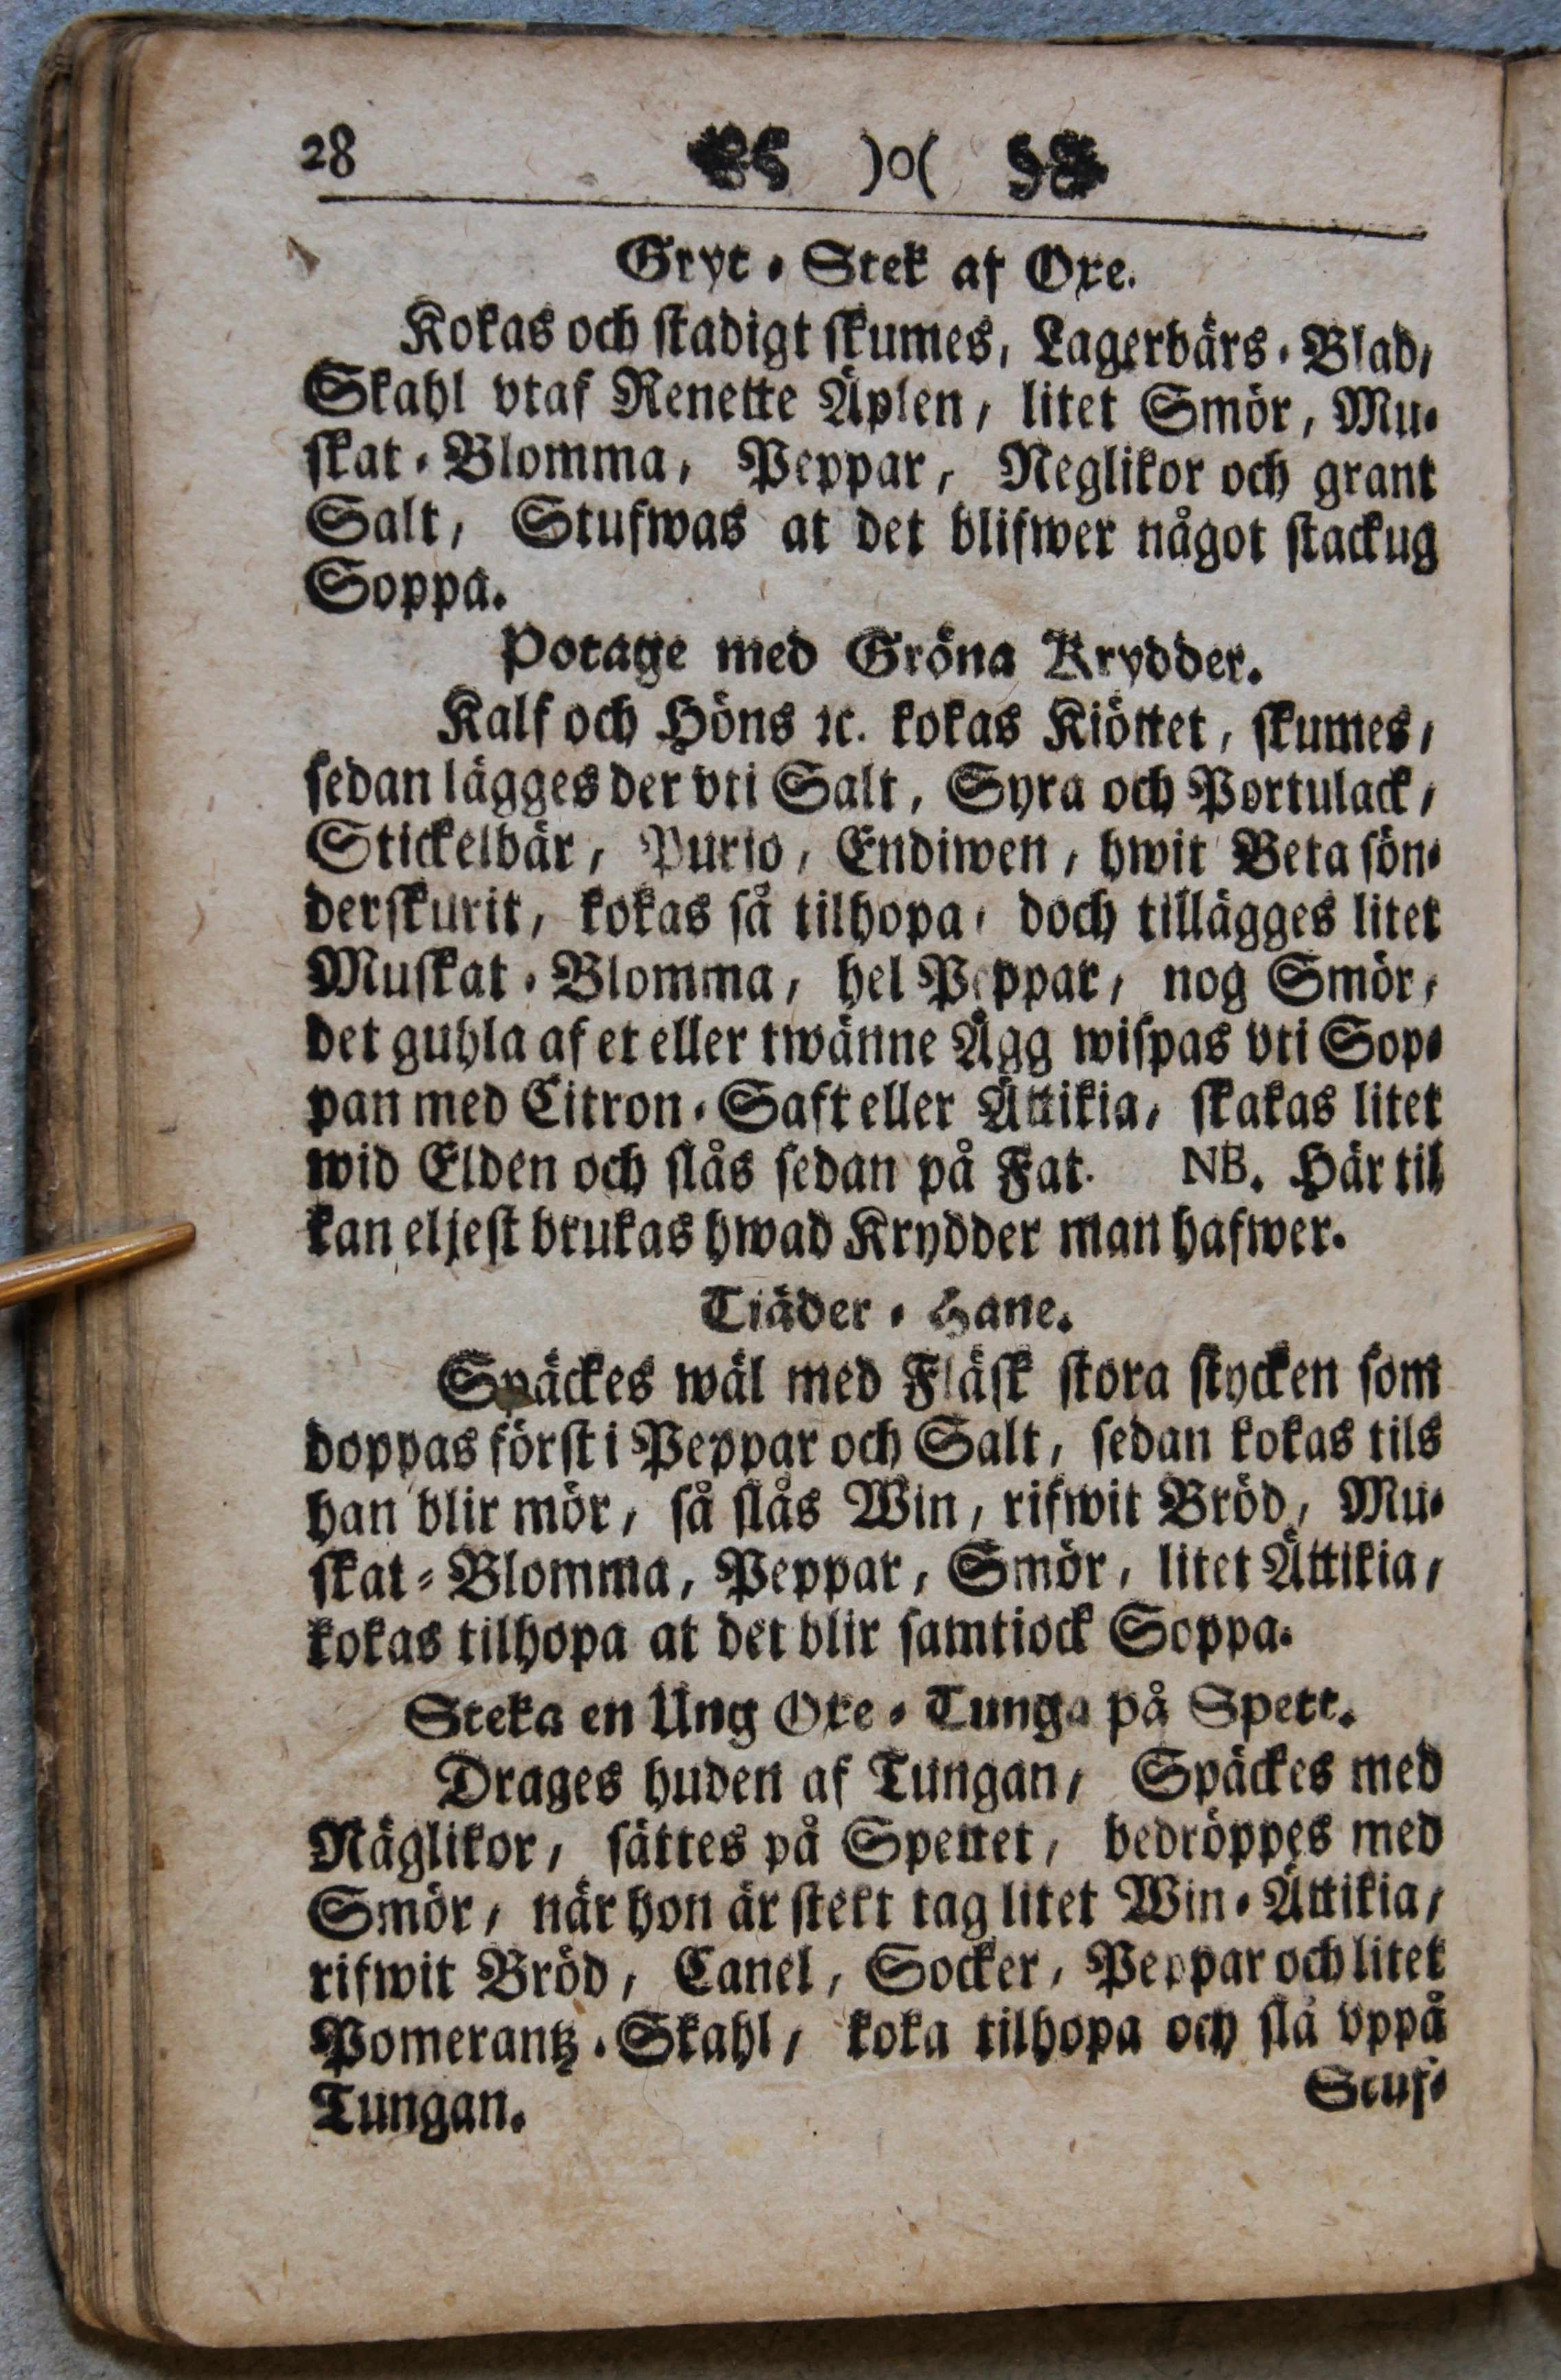 28 )o(
Gryt-Stek af Oxe.
Kokas och stadigt skumes, Lagerbärs-Blad,
Skahl vtaf Renette Äplen, litet Smör, Mu-
skat-Blomma, Peppar, Neglikor och grant
Salt, Stufwas at det blifwer något stackug
Soppa.
Potage med Gröna Krydder.
Kalf och Höns ꝛc. kokas Kiöttet, skumes,
sedan lägges der vti Salt, Syra och Portulack,
Stickelbär, Purio, Endiwen, hwit Beta sön-
derskurit, kokas så tilhopa, doch tillägges litet
Muskat-Blomma, hel Peppar, nog Smör,
det guhla af et eller twänne Ägg wispas vti Sop-
pan med Citron-Saft eller Ättikia, skakas litet
wid Elden och slås sedan på Fat. NB. Här til
kan eljest brukas hwad Krydder man hafwer.
Tiäder-Hane.
Späckes wäl med Fläsk stora stycken som
doppas först i Peppar och Salt, sedan kokas tils
han blir mör, så slås Win, rifwit Bröd, Mu-
skat-Blomma, Peppar, Smör, litet Ättikia,
kokas tilhopa at det blir samtiock Soppa.
Steka en Ung Oxe-Tunga på Spett.
Drages huden af Tungan, Späckes med
Näglikor, sättes på Spettet, bedröppes med
Smör, när hon är stekt tag litet Win-Ättikia,
rifwit Bröd, Canel, Socker, Peppar och litet
Pomerantz-Skahl, koka tilhopa och slå vppå
Tungan.
Stuf-